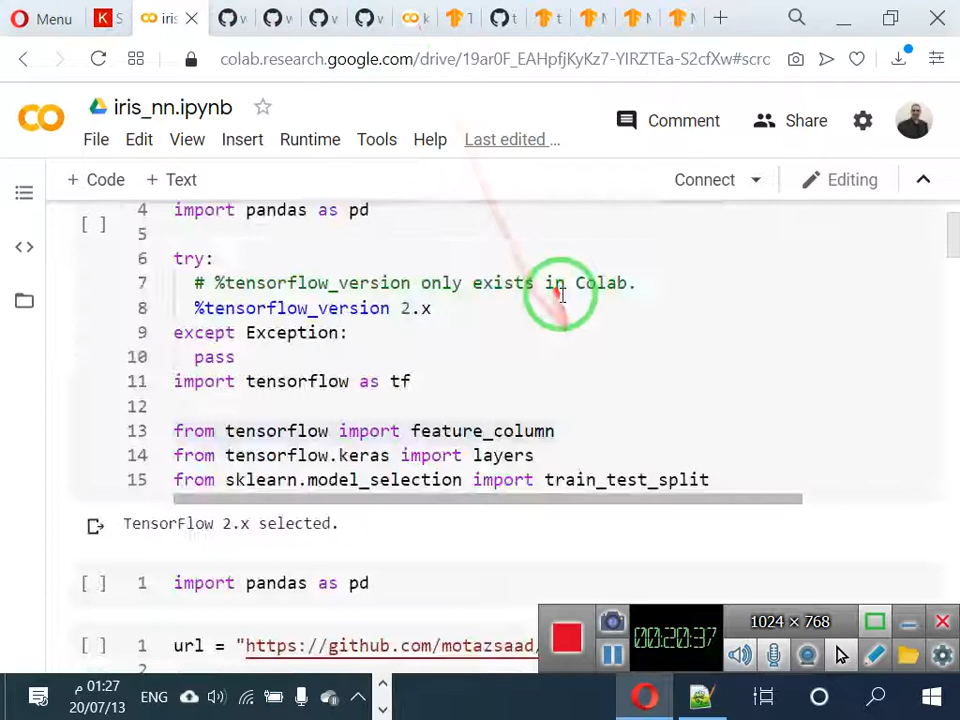 Menu
S
iris
colab.research.google.com/drive/19ar0F_EAHpfjKyKz7-YIRZTEa-S2cfXw#scrc
iris_nn.ipynb
File Edit View Insert Runtime Tools Help Last edited ...
Comment Share
+ Code + Text Connect Editing
4 import pandas as pd
5
6 try:
7 # %tensorflow_version only exists in Colab.
8 %tensorflow_version 2.x
9 except Exception:
10 pass
11 import tensorflow as tf
12
13 from tensorflow import feature_column
14 from tensorflow.keras import layers
15 from sklearn.model_selection import train_test_split
TensorFlow 2.x selected.
[ ] 1 import pandas as pd
[ ] 1 url = "https://github.com/motazsaad/
2
00:20:37
1024 × 768
01:27 م
20/07/13
ENG